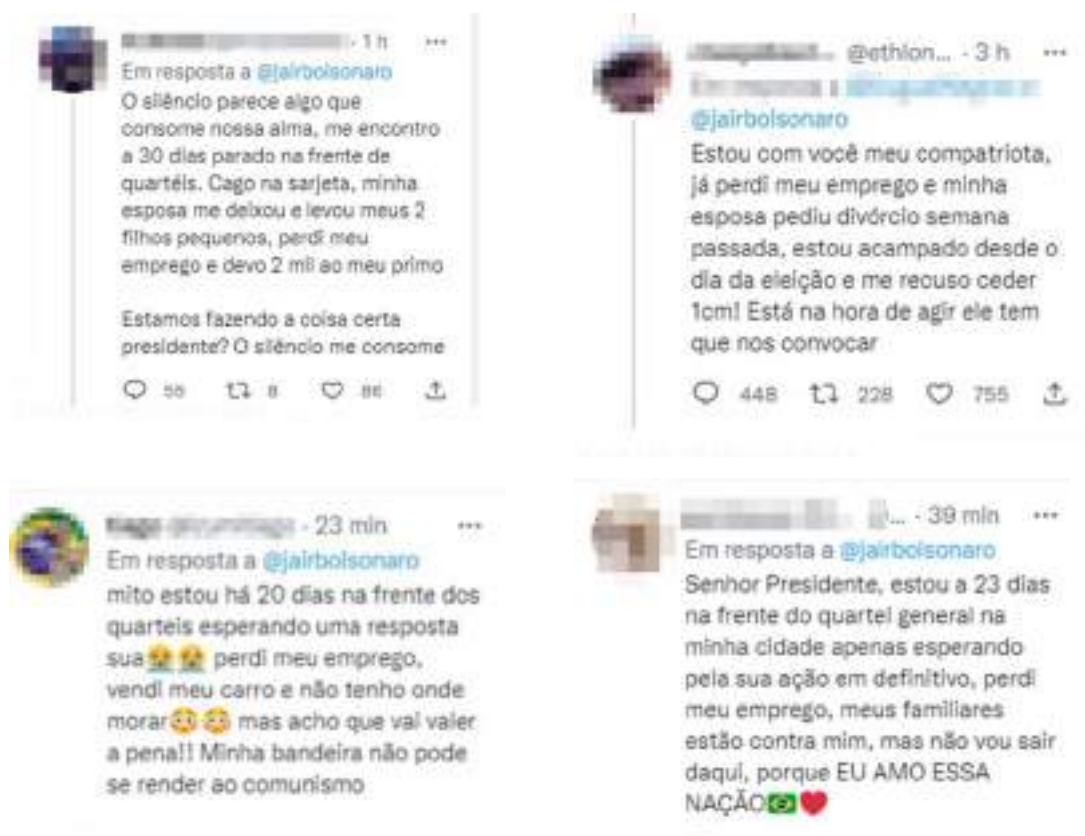 · 1 h
Em resposta a @jairbolsonaro
O silêncio parece algo que
consome nossa alma, me encontro
a 30 dias parado na frente de
quartéis. Cago na sarjeta, minha
esposa me deixou e levou meus 2
filhos pequenos, perdi meu
emprego e devo 2 mil ao meu primo
Estamos fazendo a coisa certa
presidente? O silêncio me consome
55 8 86
@ethlon... · 3 h
@jairbolsonaro
Estou com você meu compatriota,
já perdi meu emprego e minha
esposa pediu divórcio semana
passada, estou acampado desde o
dia da eleição e me recuso ceder
1cm! Está na hora de agir ele tem
que nos convocar
448 228 755
· 23 min
Em resposta a @jairbolsonaro
mito estou há 20 dias na frente dos
quarteis esperando uma resposta
sua😭😭 perdi meu emprego,
vendi meu carro e não tenho onde
morar😳😳 mas acho que vai valer
a pena!! Minha bandeira não pode
se render ao comunismo
... · 39 min
Em resposta a @jairbolsonaro
Senhor Presidente, estou a 23 dias
na frente do quartel general na
minha cidade apenas esperando
pela sua ação em definitivo, perdi
meu emprego, meus familiares
estão contra mim, mas não vou sair
daqui, porque EU AMO ESSA
NAÇÃO🇧🇷❤️